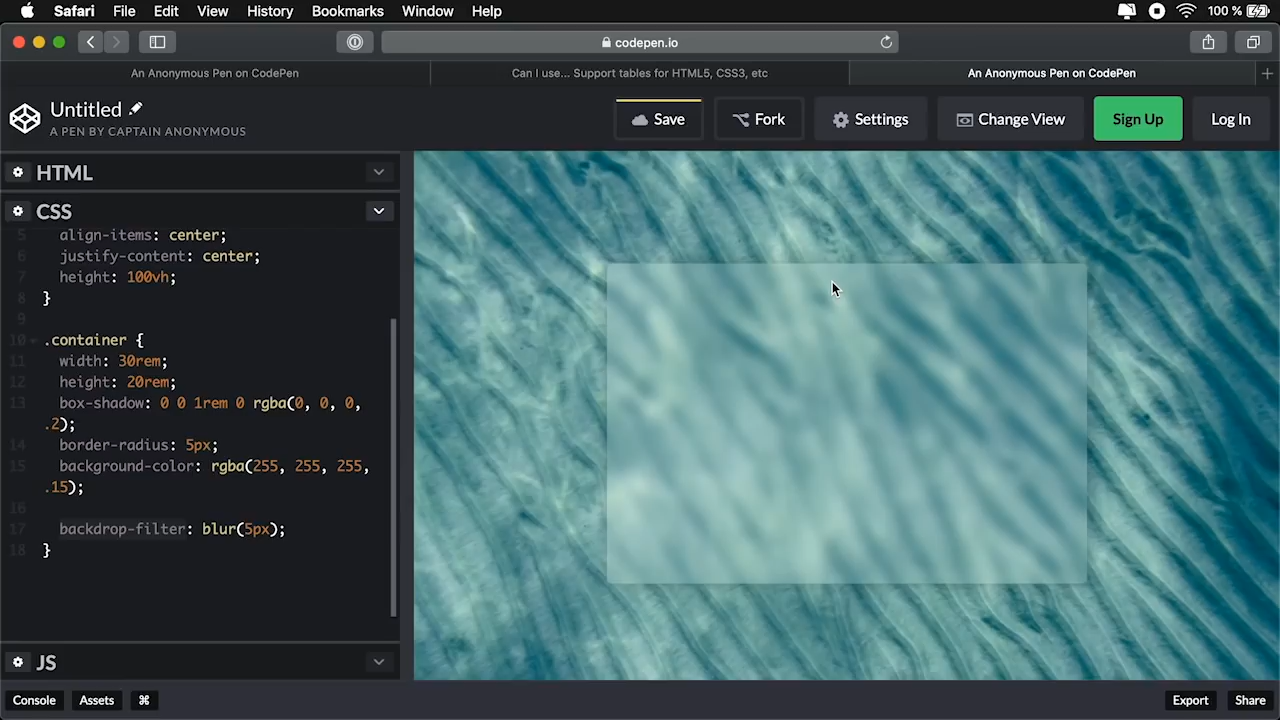 Safari File Edit View History Bookmarks Window Help 100 %
codepen.io
An Anonymous Pen on CodePen Can I use... Support tables for HTML5, CSS3, etc An Anonymous Pen on CodePen +
Untitled
A PEN BY CAPTAIN ANONYMOUS
Save Fork Settings Change View Sign Up Log In
HTML
CSS
5 align-items: center;
6 justify-content: center;
7 height: 100vh;
8 }
9
10 .container {
11 width: 30rem;
12 height: 20rem;
13 box-shadow: 0 0 1rem 0 rgba(0, 0, 0,
.2);
14 border-radius: 5px;
15 background-color: rgba(255, 255, 255,
.15);
16
17 backdrop-filter: blur(5px);
18 }
JS
Console Assets ⌘ Export Share